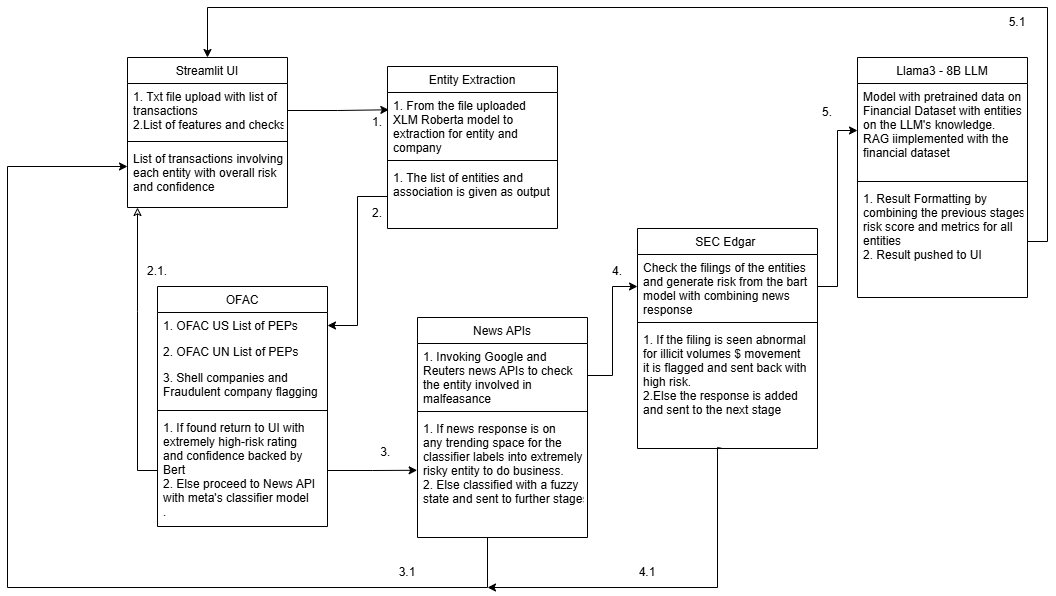 5.1
Streamlit UI
1. Txt file upload with list of
transactions
2.List of features and checks
List of transactions involving
each entity with overall risk
and confidence
1.
Entity Extraction
1. From the file uploaded
XLM Roberta model to
extraction for entity and
company
1. The list of entities and
association is given as output
2.
2.1.
OFAC
1. OFAC US List of PEPs
2. OFAC UN List of PEPs
3. Shell companies and
Fraudulent company flagging
1. If found return to UI with
extremely high-risk rating
and confidence backed by
Bert
2. Else proceed to News API
with meta's classifier model
.
3.
News APIs
1. Invoking Google and
Reuters news APIs to check
the entity involved in
malfeasance
1. If news response is on
any trending space for the
classifier labels into extremely
risky entity to do business.
2. Else classified with a fuzzy
state and sent to further stage
3.1
4.
SEC Edgar
Check the filings of the entities
and generate risk from the bart
model with combining news
response
1. If the filing is seen abnormal
for illicit volumes $ movement
it is flagged and sent back with
high risk.
2.Else the response is added
and sent to the next stage
4.1
5.
Llama3 - 8B LLM
Model with pretrained data on
Financial Dataset with entities
on the LLM's knowledge.
RAG iimplemented with the
financial dataset
1. Result Formatting by
combining the previous stages
risk score and metrics for all
entities
2. Result pushed to UI